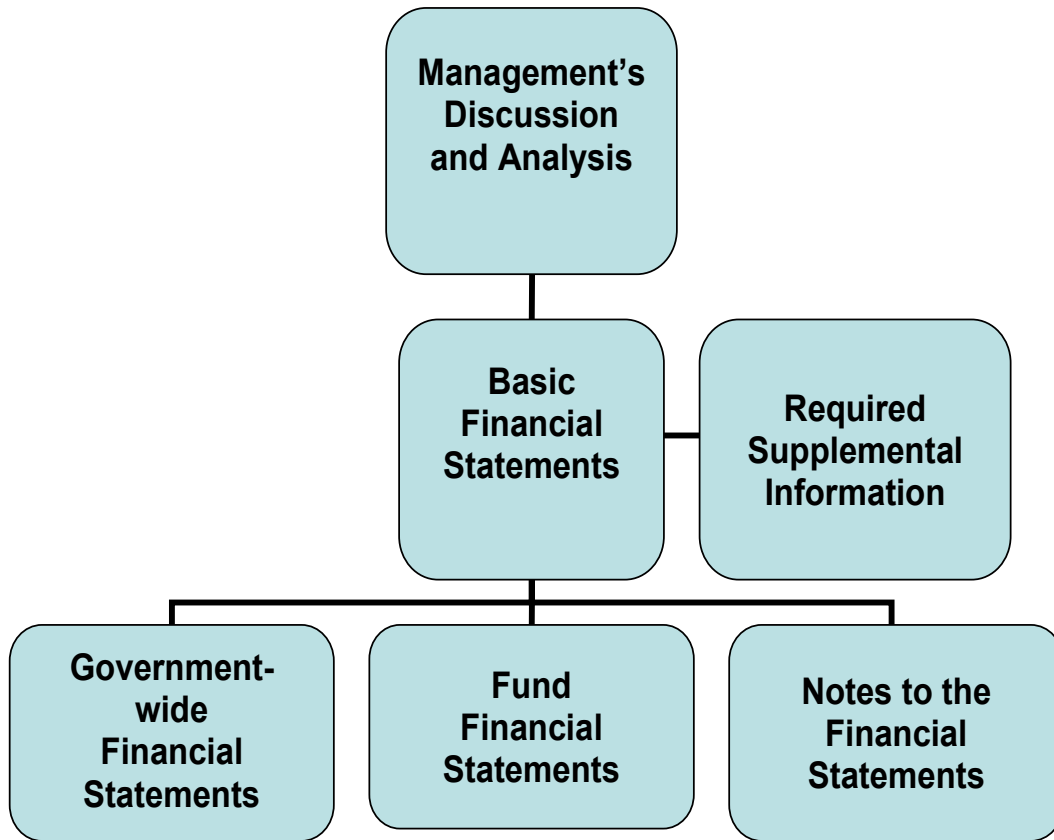 Management’s
Discussion
and Analysis
Basic
Financial
Statements
Required
Supplemental
Information
Government-
wide
Financial
Statements
Fund
Financial
Statements
Notes to the
Financial
Statements